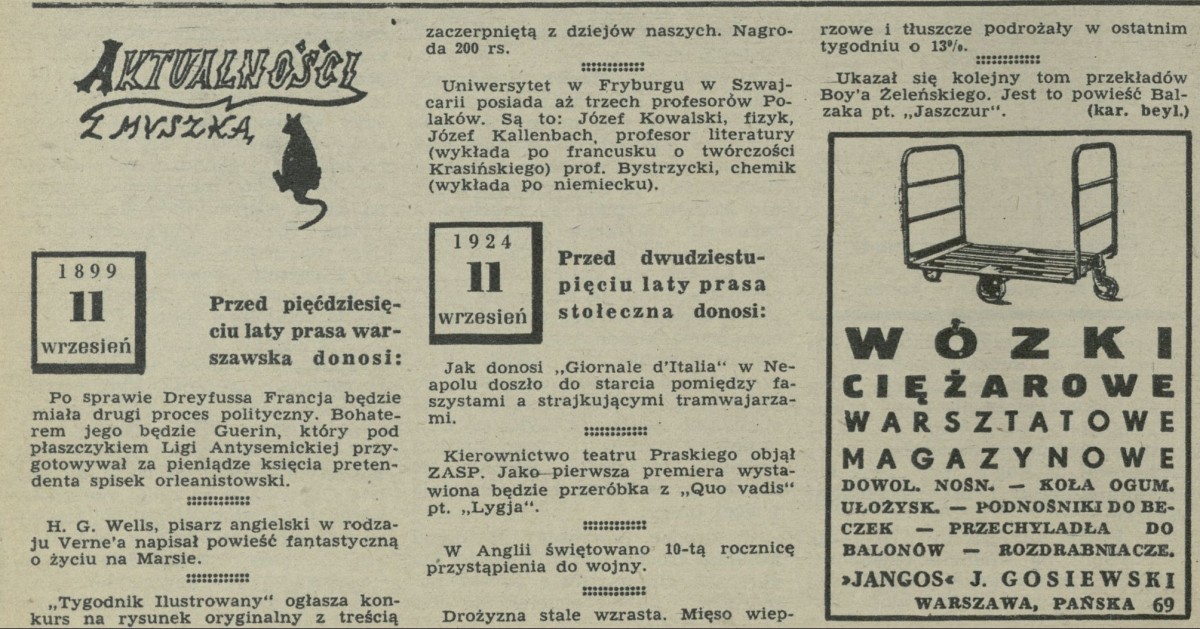 AKTUALNOŚCI
Z MYSZKĄ
1899
11
wrzesień
Przed pięćdziesię-
ciu laty prasa war-
szawska donosi:
Po sprawie Dreyfussa Francja będzie
miała drugi proces polityczny. Bohate-
rem jego będzie Guerin, który pod
płaszczykiem Ligi Antysemickiej przy-
gotowywał za pieniądze księcia preten-
denta spisek orleanistowski.
H. G. Wells, pisarz angielski w rodza-
ju Verne'a napisał powieść fantastyczną
o życiu na Marsie.
„Tygodnik Ilustrowany" ogłasza kon-
kurs na rysunek oryginalny z treścią
zaczerpniętą z dziejów naszych. Nagro-
da 200 rs.
Uniwersytet w Fryburgu w Szwaj-
carii posiada aż trzech profesorów Po-
laków. Są to: Józef Kowalski, fizyk,
Józef Kallenbach, profesor literatury
(wykłada po francusku o twórczości
Krasińskiego) prof. Bystrzycki, chemik
(wykłada po niemiecku).
1924
11
wrzesień
Przed dwudziestu-
pięciu laty prasa
stołeczna donosi:
Jak donosi „Giornale d'Italia" w Ne-
apolu doszło do starcia pomiędzy fa-
szystami a strajkującymi tramwajarza-
mi.
Kierownictwo teatru Praskiego objął
ZASP. Jako pierwsza premiera wysta-
wiona będzie przeróbka z „Quo vadis"
pt. „Lygja".
W Anglii świętowano 10-tą rocznicę
przystąpienia do wojny.
Drożyzna stale wzrasta. Mięso wiep-
rzowe i tłuszcze podrożały w ostatnim
tygodniu o 13%.
Ukazał się kolejny tom przekładów
Boy'a Żeleńskiego. Jest to powieść Bal-
zaka pt. „Jaszczur". (kar. beyl.)
WÓZKI
CIĘŻAROWE
WARSZTATOWE
MAGAZYNOWE
DOWOL. NOŚN. — KOŁA OGUM.
UŁOŻYSK. — PODNOŚNIKI DO BE-
CZEK — PRZECHYLADŁA DO
BALONÓW — ROZDRABNIACZE.
»JANGOS« J. GOSIEWSKI
WARSZAWA, PAŃSKA 69